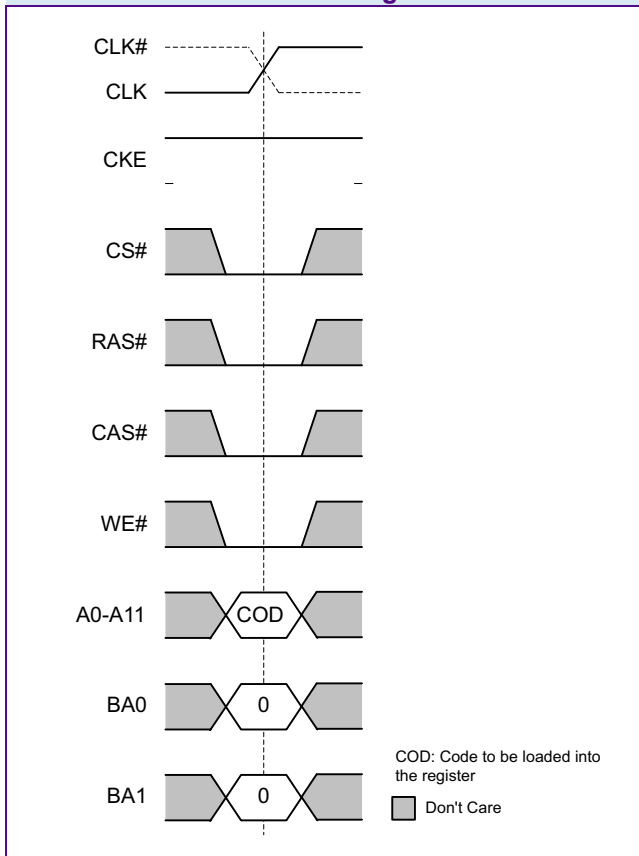 CLK#
CLK
CKE
CS#
RAS#
CAS#
WE#
A0-A11
COD
BA0
0
BA1
0
COD: Code to be loaded into
the register
Don't Care